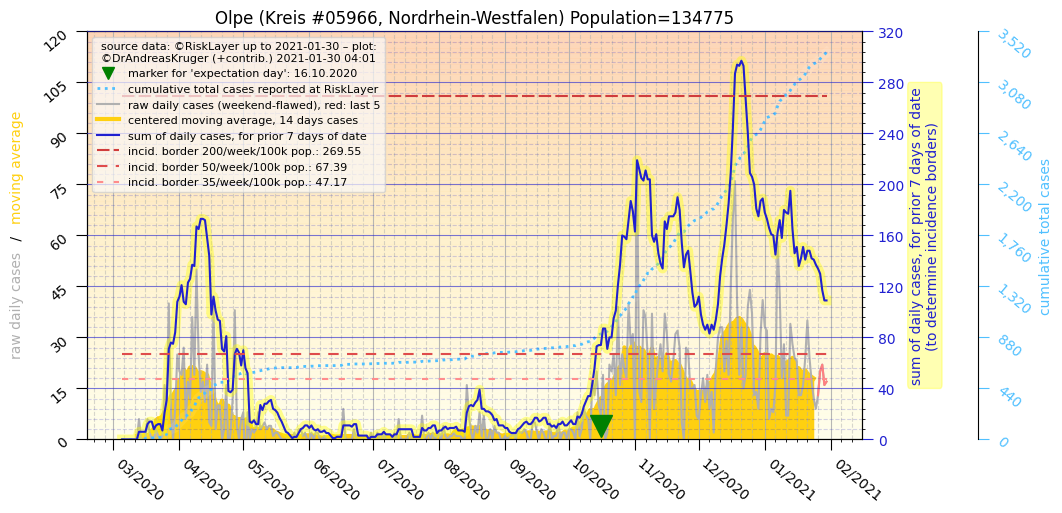 Olpe (Kreis #05966, Nordrhein-Westfalen) Population=134775
source data: ©RiskLayer up to 2021-01-30 – plot:
©DrAndreasKruger (+contrib.) 2021-01-30 04:01
marker for 'expectation day': 16.10.2020
cumulative total cases reported at RiskLayer
raw daily cases (weekend-flawed), red: last 5
centered moving average, 14 days cases
sum of daily cases, for prior 7 days of date
incid. border 200/week/100k pop.: 269.55
incid. border 50/week/100k pop.: 67.39
incid. border 35/week/100k pop.: 47.17
raw daily cases / moving average
120
105
90
75
60
45
30
15
0
03/2020
04/2020
05/2020
06/2020
07/2020
08/2020
09/2020
10/2020
11/2020
12/2020
01/2021
02/2021
320
280
240
200
160
120
80
40
0
sum of daily cases, for prior 7 days of date
(to determine incidence borders)
3,520
3,080
2,640
2,200
1,760
1,320
880
440
0
cumulative total cases